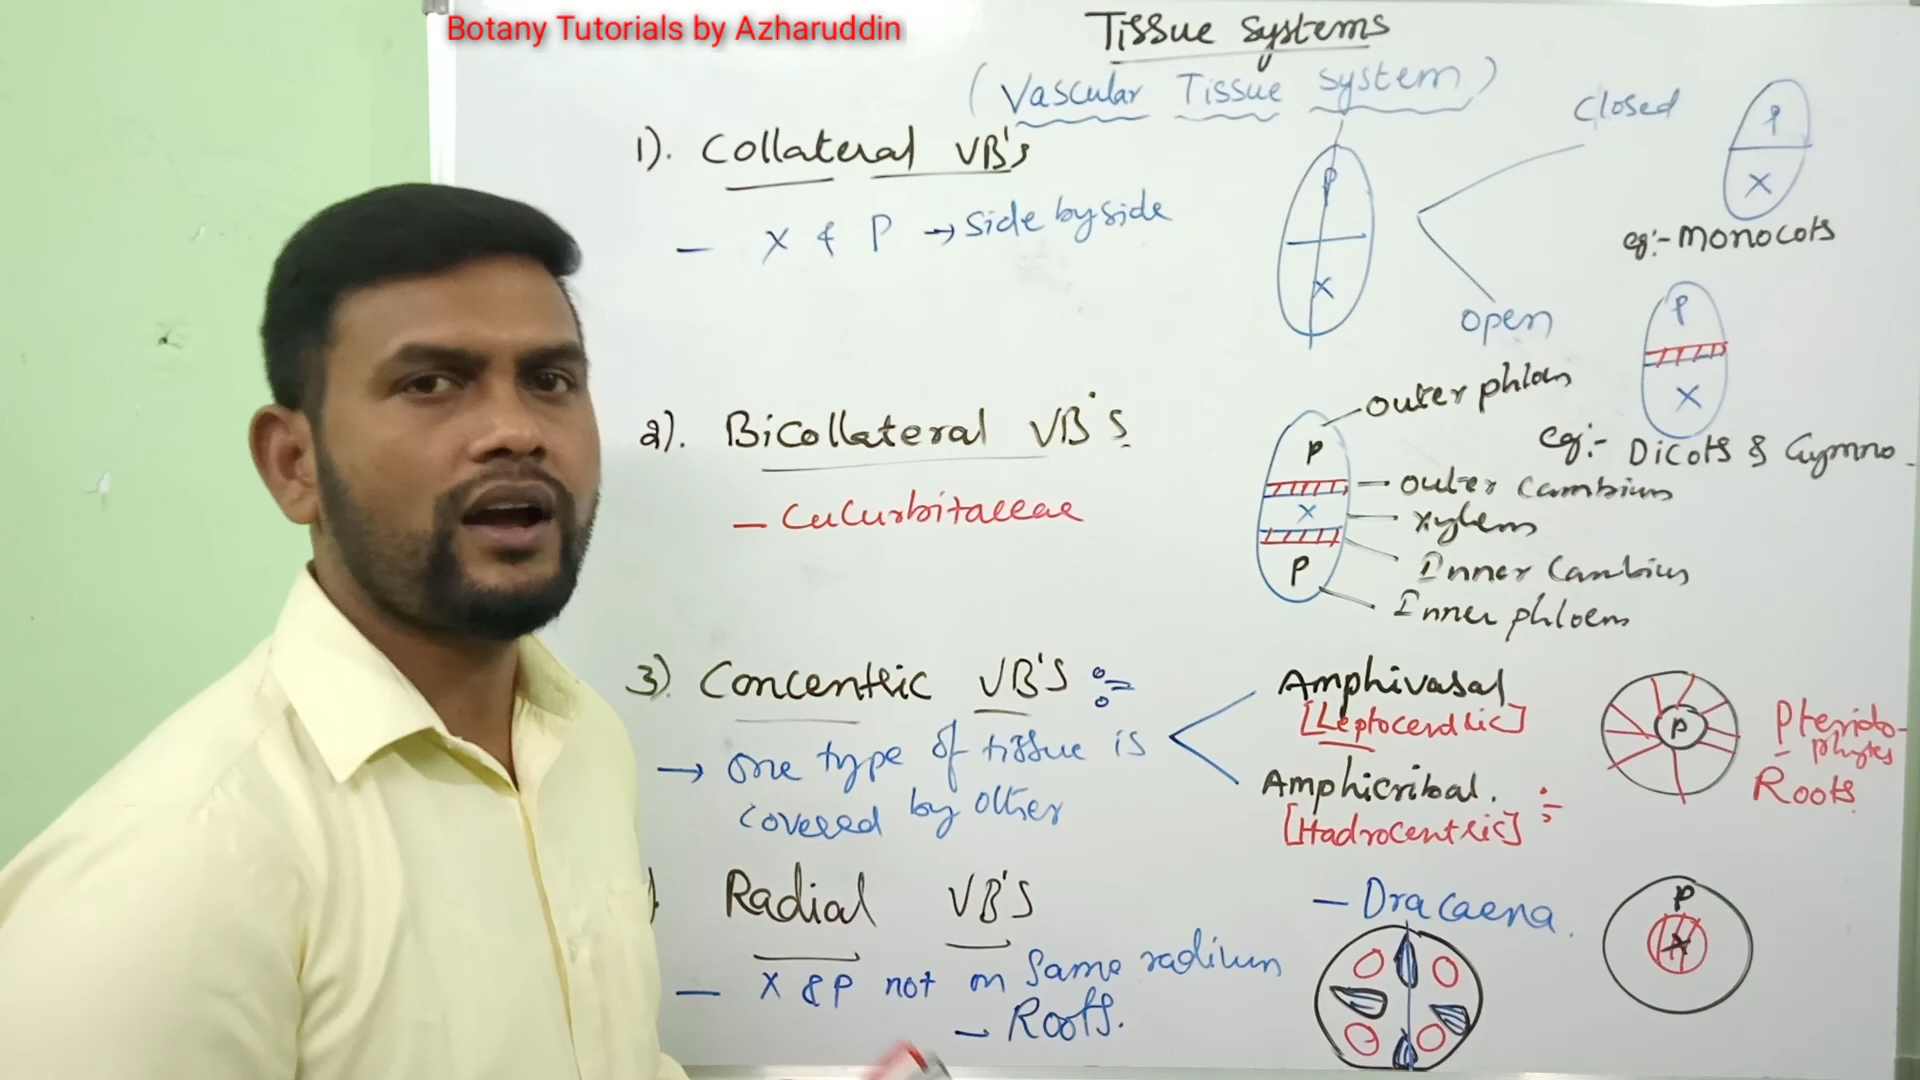 Botany Tutorials by Azharuddin
Tissue Systems
(Vascular Tissue System)
1). Collateral VB's
- X & P → Side by side
P
X
Closed
P
X
eg:- Monocots
Open
P
X
eg:- Dicots & Gymno.
2). Bicollateral VB's
- Cucurbitaceae
P
X
P
Outer phloem
Outer Cambium
Xylem
Inner Cambium
Inner phloem
3) Concentric VB's :=
→ One type of tissue is
covered by other
Amphivasal
[Leptocentric]
P
Pterido-
phytes
Roots
Amphicribal.
[Hadrocentric]
- Dracaena.
P
X
Radial VB's
- X & P not on Same radium
- Roots.